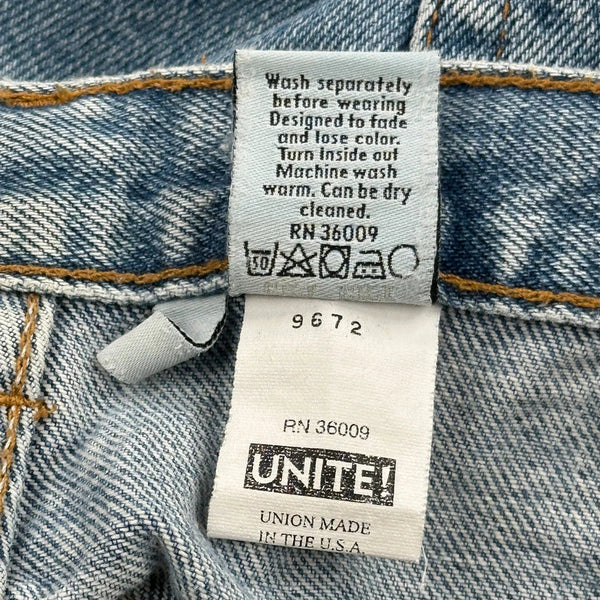 Wash separately
before wearing
Designed to fade
and lose color.
Turn Inside out
Machine wash
warm. Can be dry
cleaned.
RN 36009
9672
RN 36009
UNITE!
UNION MADE
IN THE U.S.A.